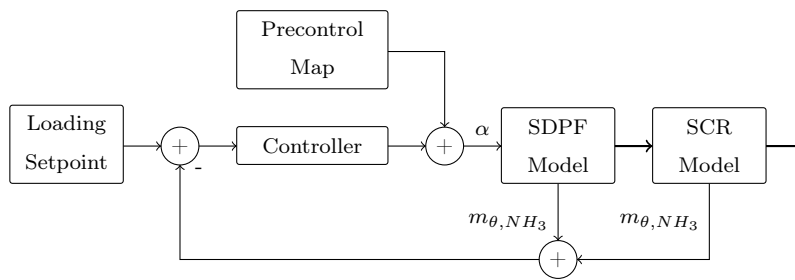 Precontrol
Map
Loading
Setpoint
+
-
Controller
+
α
SDPF
Model
SCR
Model
m_{θ,NH_3}
m_{θ,NH_3}
+